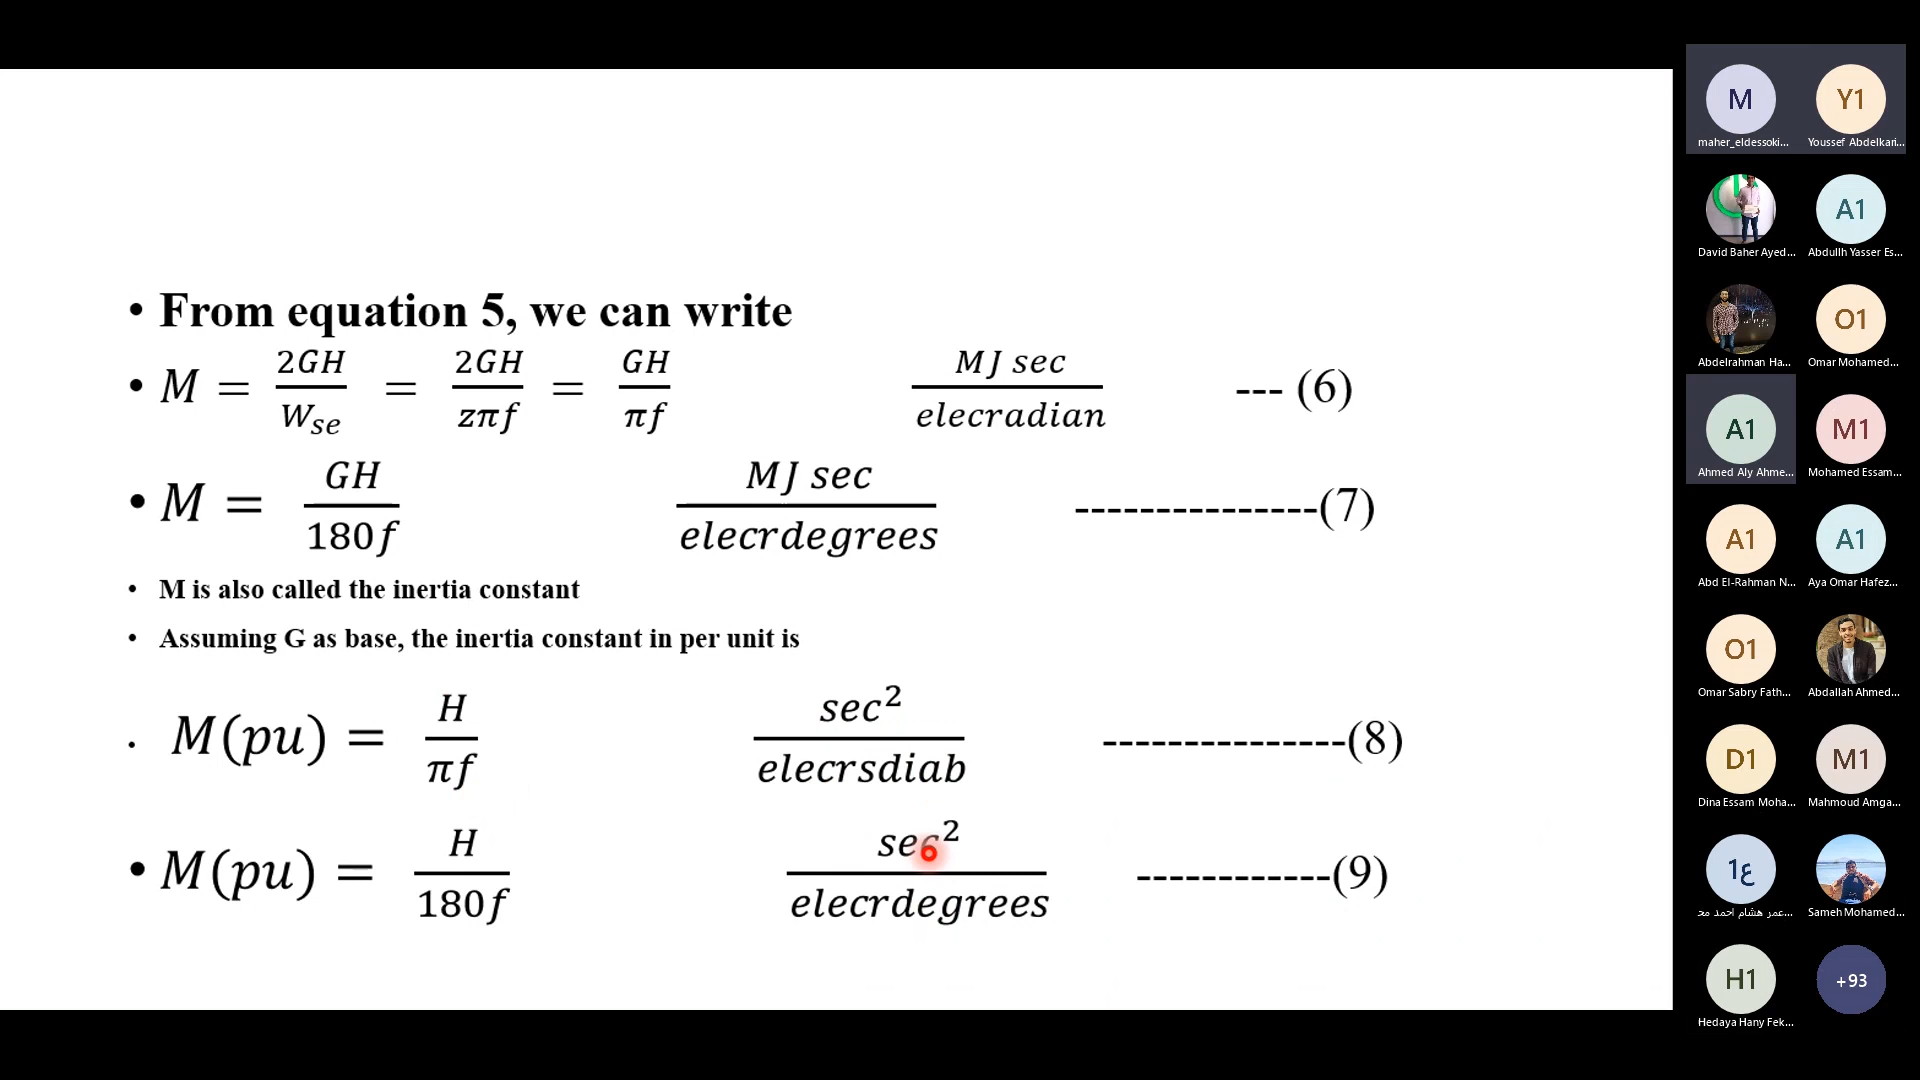 • From equation 5, we can write
• M = 2GH / W_se = 2GH / zπf = GH / πf    MJ sec / elecradian    --- (6)
• M = GH / 180f    MJ sec / elecrdegrees    ---------------(7)
• M is also called the inertia constant
• Assuming G as base, the inertia constant in per unit is
• M(pu) = H / πf    sec² / elecrsdiab    ---------------(8)
• M(pu) = H / 180f    sec² / elecrdegrees    ------------(9)
M
Y1
maher_eldessoki...
Youssef Abdelkari...
A1
David Baher Ayed...
Abdullh Yasser Es...
O1
Abdelrahman Ha...
Omar Mohamed...
A1
M1
Ahmed Aly Ahme...
Mohamed Essam...
A1
A1
Abd El-Rahman N...
Aya Omar Hafez...
O1
Omar Sabry Fath...
Abdallah Ahmed...
D1
M1
Dina Essam Moha...
Mahmoud Amga...
ع1
عمر هشام احمد مح...
Sameh Mohamed...
H1
+93
Hedaya Hany Fek...